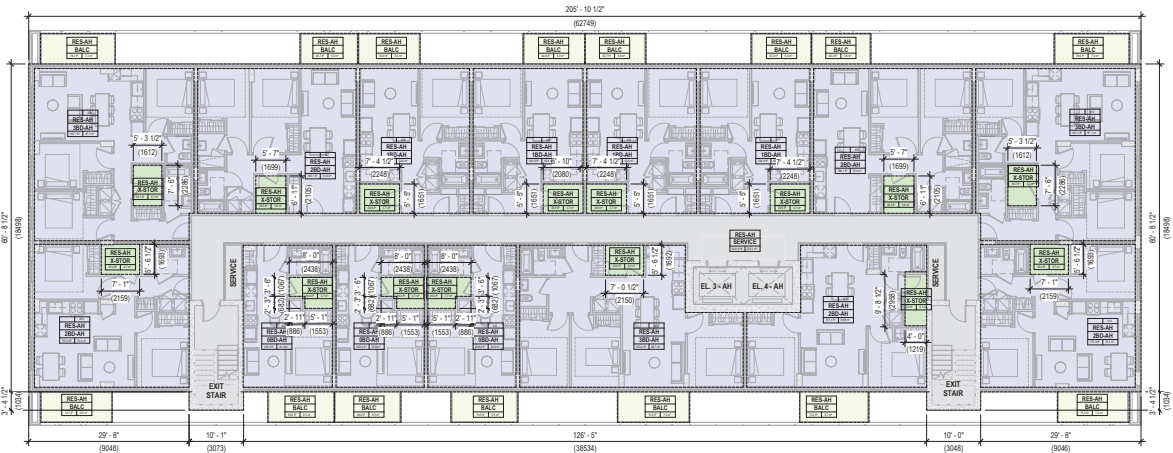 205' - 10 1/2"
(62749)
RES-AH
BALC
RES-AH
BALC
RES-AH
BALC
RES-AH
BALC
RES-AH
BALC
RES-AH
BALC
RES-AH
BALC
RES-AH
BALC
60' - 8 1/2"
(18498)
RES-AH
3BD-AH
5' - 3 1/2"
(1612)
7' - 6"
(2286)
RES-AH
X-STOR
5' - 7"
(1699)
6' - 11"
(2105)
RES-AH
X-STOR
RES-AH
2BD-AH
RES-AH
1BD-AH
7' - 4 1/2"
(2248)
5' - 5"
(1651)
RES-AH
X-STOR
RES-AH
1BD-AH
6' - 10"
(2080)
5' - 5"
(1651)
RES-AH
X-STOR
RES-AH
1BD-AH
7' - 4 1/2"
(2248)
5' - 5"
(1651)
RES-AH
X-STOR
RES-AH
1BD-AH
7' - 4 1/2"
(2248)
5' - 5"
(1651)
RES-AH
X-STOR
RES-AH
2BD-AH
5' - 7"
(1699)
6' - 11"
(2105)
RES-AH
X-STOR
5' - 3 1/2"
(1612)
7' - 6"
(2286)
RES-AH
X-STOR
RES-AH
3BD-AH
60' - 8 1/2"
(18498)
RES-AH
SERVICE
SERVICE
SERVICE
EL. 3 - AH
EL. 4 - AH
RES-AH
X-STOR
5' - 6 1/2"
(1693)
7' - 1"
(2159)
RES-AH
2BD-AH
8' - 0"
(2438)
3' - 6"
(1067)
2' - 3"
(682)
RES-AH
X-STOR
2' - 11"
(886)
5' - 1"
(1553)
RES-AH
0BD-AH
8' - 0"
(2438)
3' - 6"
(1067)
2' - 3"
(682)
RES-AH
X-STOR
2' - 11"
(886)
5' - 1"
(1553)
RES-AH
0BD-AH
8' - 0"
(2438)
3' - 6"
(1067)
2' - 3"
(682)
RES-AH
X-STOR
5' - 1"
(1553)
2' - 11"
(886)
RES-AH
0BD-AH
RES-AH
X-STOR
5' - 6 1/2"
(1692)
7' - 0 1/2"
(2150)
RES-AH
3BD-AH
RES-AH
2BD-AH
9' - 8 1/2"
(2958)
RES-AH
X-STOR
4' - 0"
(1219)
RES-AH
X-STOR
5' - 6 1/2"
(1693)
7' - 1"
(2159)
RES-AH
2BD-AH
EXIT
STAIR
EXIT
STAIR
3' - 4 1/2"
(1034)
3' - 4 1/2"
(1034)
RES-AH
BALC
RES-AH
BALC
RES-AH
BALC
RES-AH
BALC
RES-AH
BALC
RES-AH
BALC
RES-AH
BALC
29' - 8"
(9048)
10' - 1"
(3073)
126' - 5"
(38534)
10' - 0"
(3048)
29' - 8"
(9046)